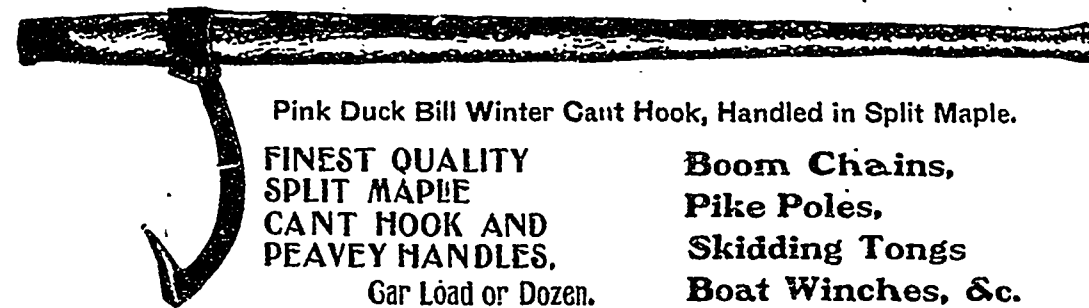 Pink Duck Bill Winter Cant Hook, Handled in Split Maple.
FINEST QUALITY
SPLIT MAPLE
CANT HOOK AND
PEAVEY HANDLES,
Car Load or Dozen.
Boom Chains,
Pike Poles,
Skidding Tongs
Boat Winches, &c.